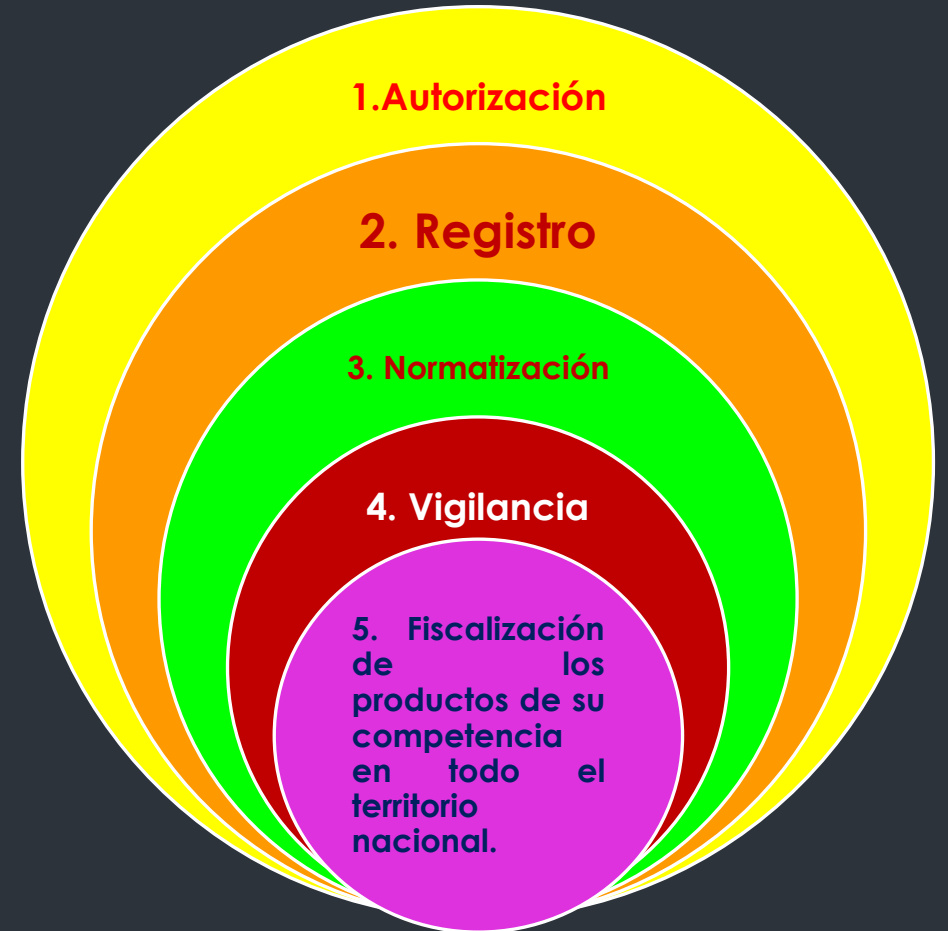 1.Autorización
2. Registro
3. Normatización
4. Vigilancia
5. Fiscalización
de los
productos de su
competencia
en todo el
territorio
nacional.